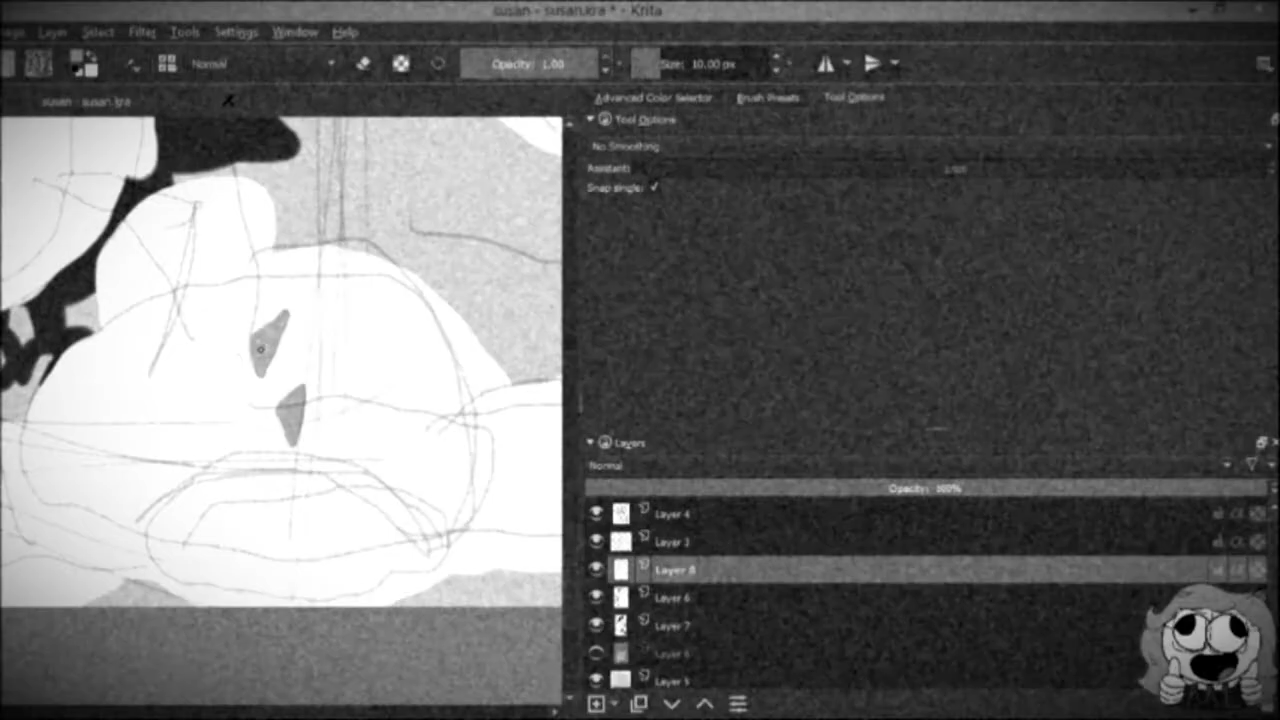 susan - susan.kra * - Krita
Layer Select Filter Tools Settings Window Help
Normal Opacity: 1.00 Size: 10.00 px
susan - susan.kra
Advanced Color Selector Brush Presets Tool Options
Tool Options
No Smoothing
Assistants
Snap single: ✓
Layers
Normal
Opacity: 100%
Layer 4
Layer 3
Layer 8
Layer 6
Layer 7
Layer 5